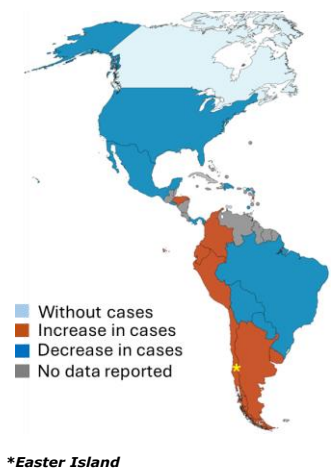 Without cases
Increase in cases
Decrease in cases
No data reported
*Easter Island